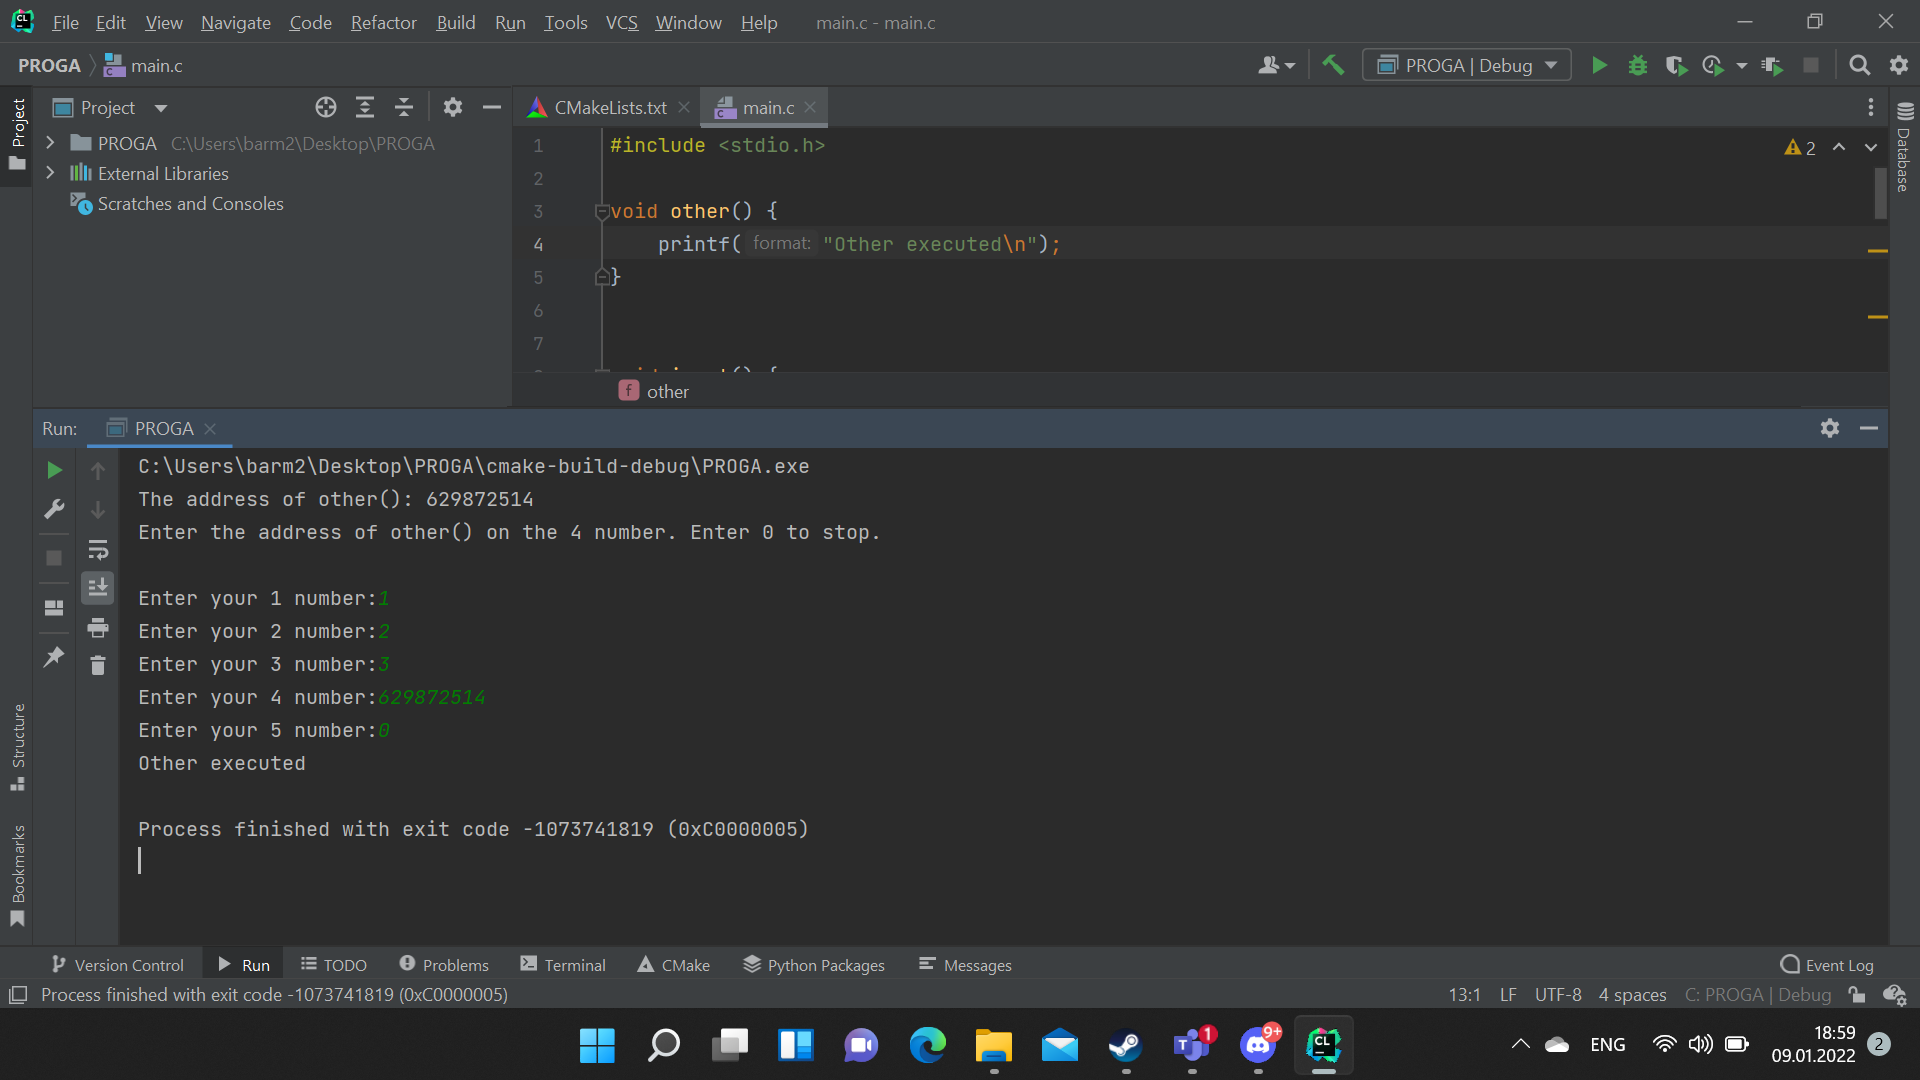 File Edit View Navigate Code Refactor Build Run Tools VCS Window Help main.c - main.c
PROGA main.c PROGA | Debug
Project CMakeLists.txt main.c
PROGA C:\Users\barm2\Desktop\PROGA
External Libraries
Scratches and Consoles
Project
1 #include <stdio.h>
2
3 void other() {
4 printf( format: "Other executed\n");
5 }
6
7
2
Database
other
Run: PROGA
C:\Users\barm2\Desktop\PROGA\cmake-build-debug\PROGA.exe
The address of other(): 629872514
Enter the address of other() on the 4 number. Enter 0 to stop.
Enter your 1 number:1
Enter your 2 number:2
Enter your 3 number:3
Enter your 4 number:629872514
Enter your 5 number:0
Other executed
Process finished with exit code -1073741819 (0xC0000005)
Structure
Bookmarks
Version Control Run TODO Problems Terminal CMake Python Packages Messages Event Log
Process finished with exit code -1073741819 (0xC0000005) 13:1 LF UTF-8 4 spaces C: PROGA | Debug
1 9+ CL ENG 18:59
09.01.2022 2